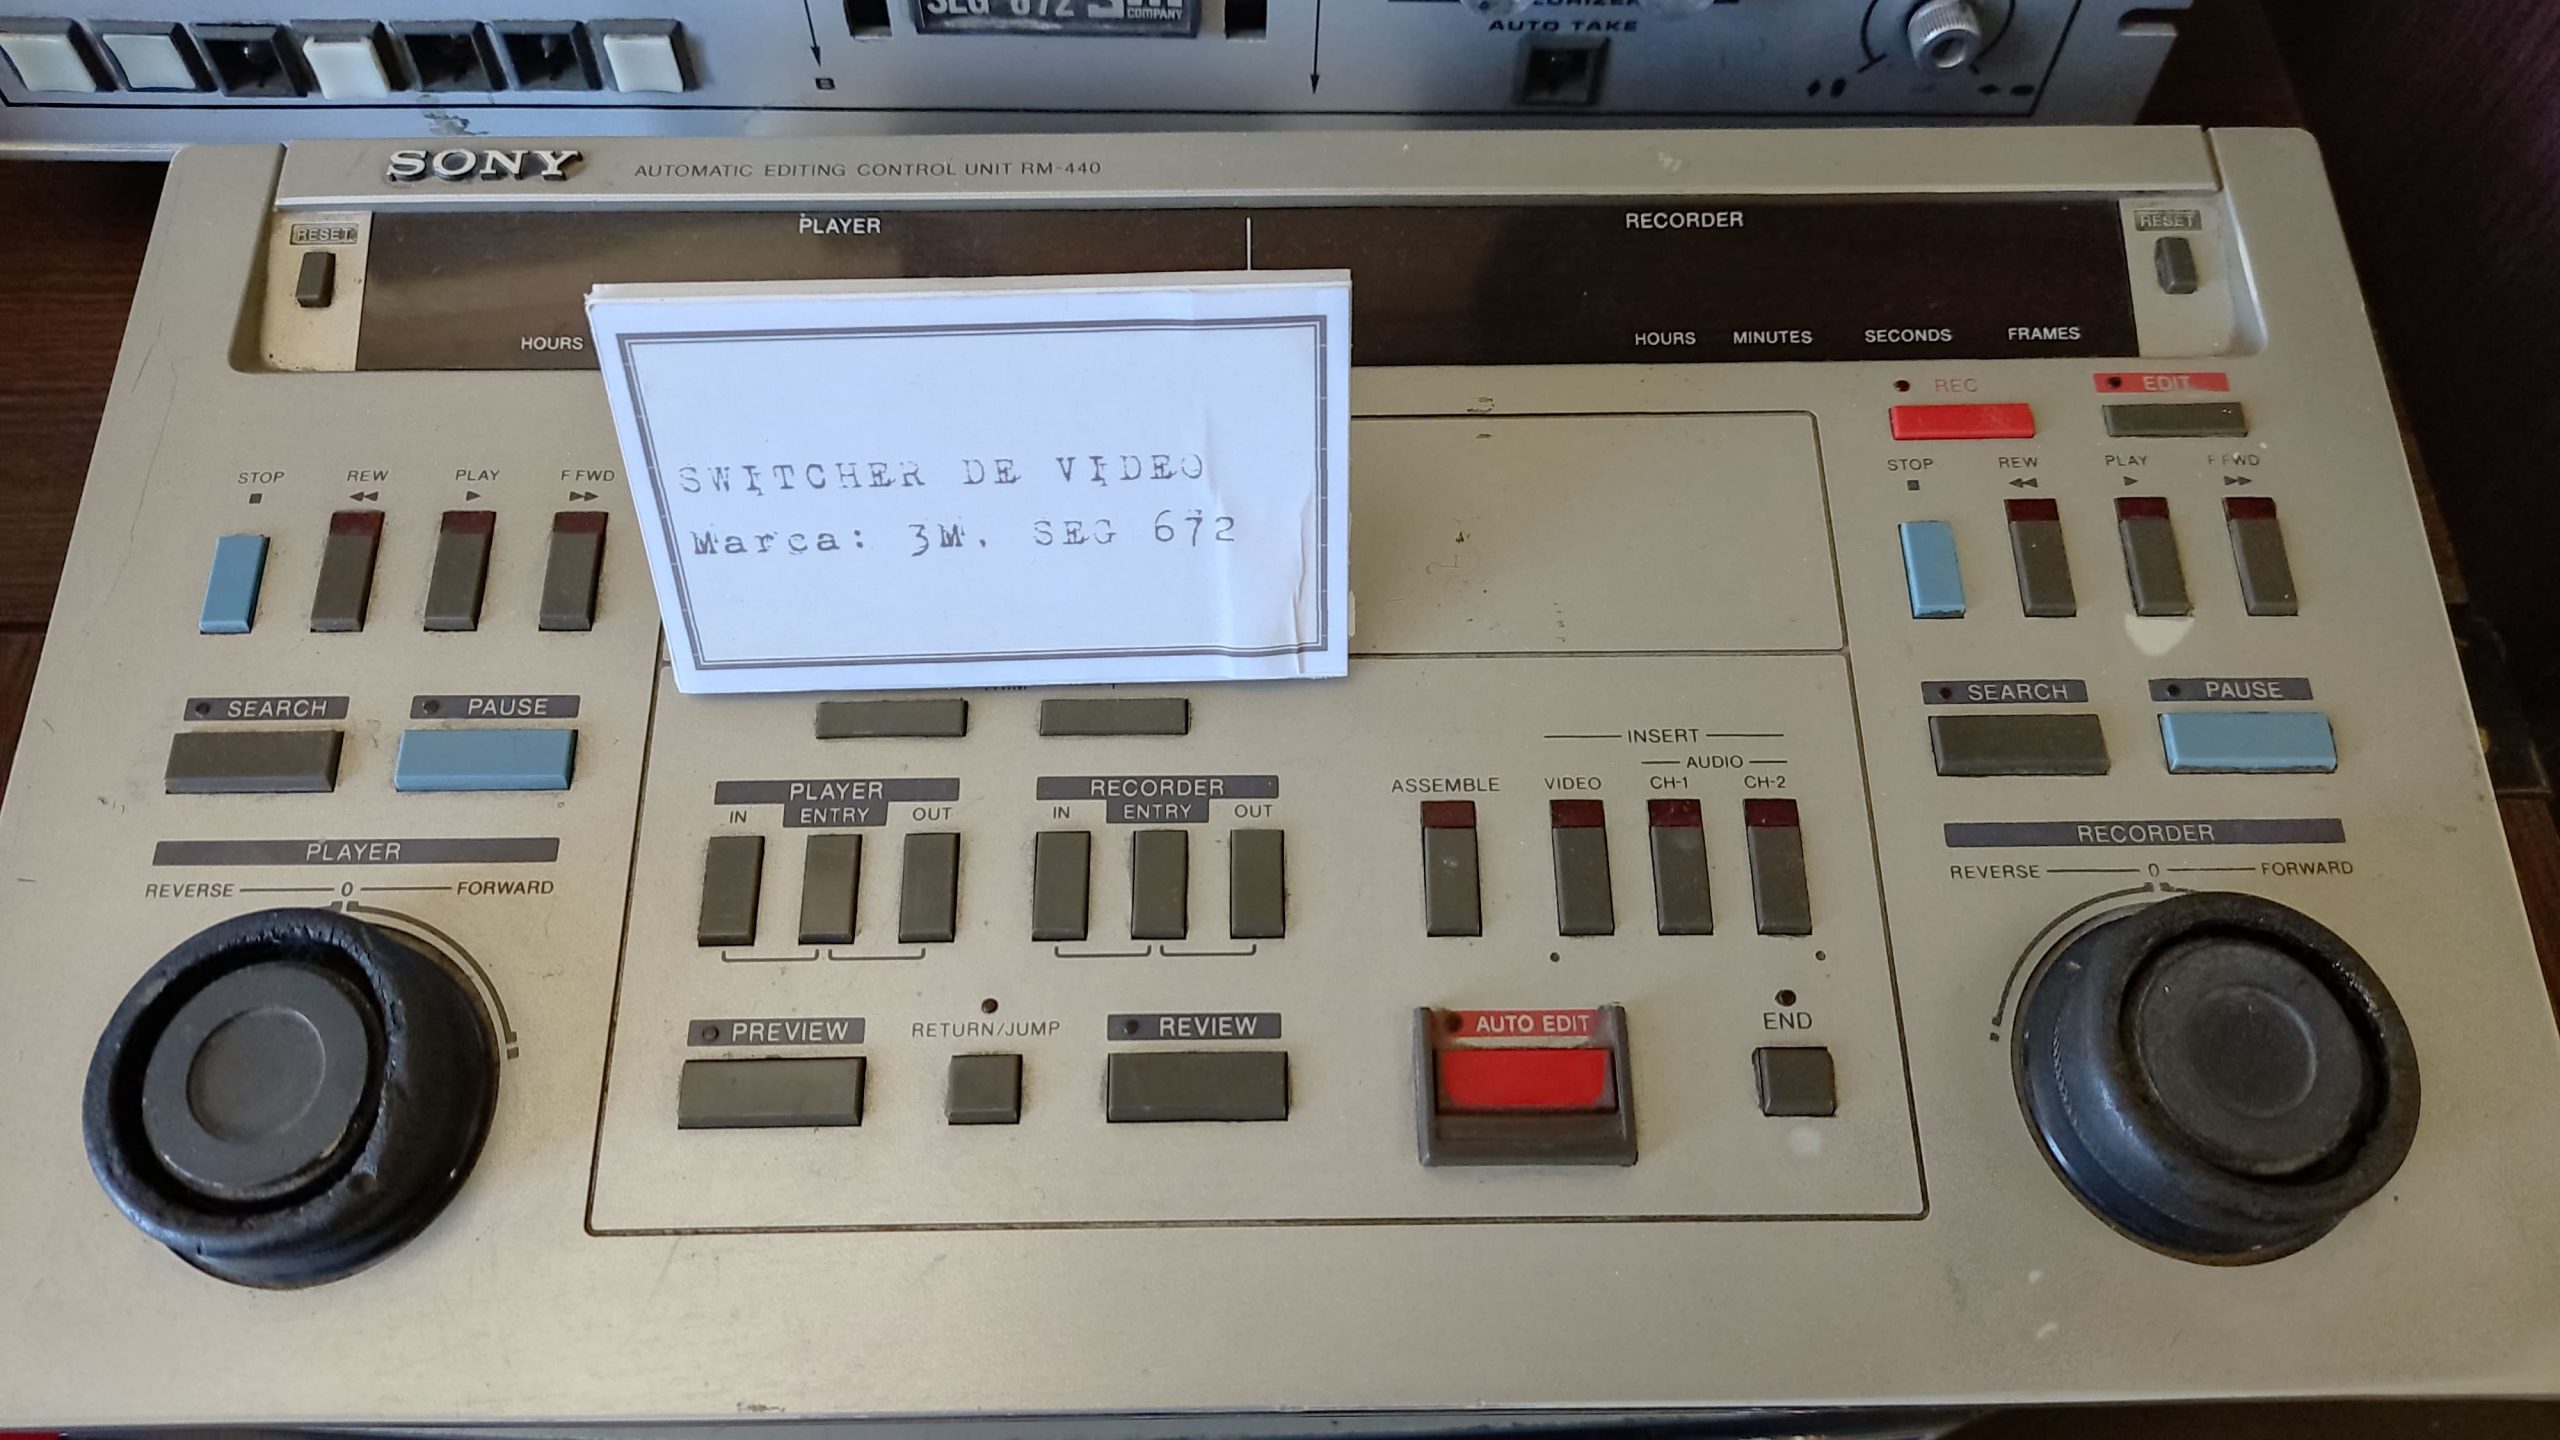 SEG 672 3M COMPANY
AUTO TAKE
B
SONY AUTOMATIC EDITING CONTROL UNIT RM-440
RESET PLAYER RECORDER RESET
HOURS HOURS MINUTES SECONDS FRAMES
SWITCHER DE VIDEO
Marca: 3M. SEG 672
REC EDIT
STOP REW PLAY F FWD
STOP REW PLAY F FWD
SEARCH PAUSE
SEARCH PAUSE
INSERT
AUDIO
ASSEMBLE VIDEO CH-1 CH-2
PLAYER RECORDER
IN ENTRY OUT IN ENTRY OUT
PLAYER
REVERSE 0 FORWARD
RECORDER
REVERSE 0 FORWARD
PREVIEW RETURN/JUMP REVIEW AUTO EDIT END